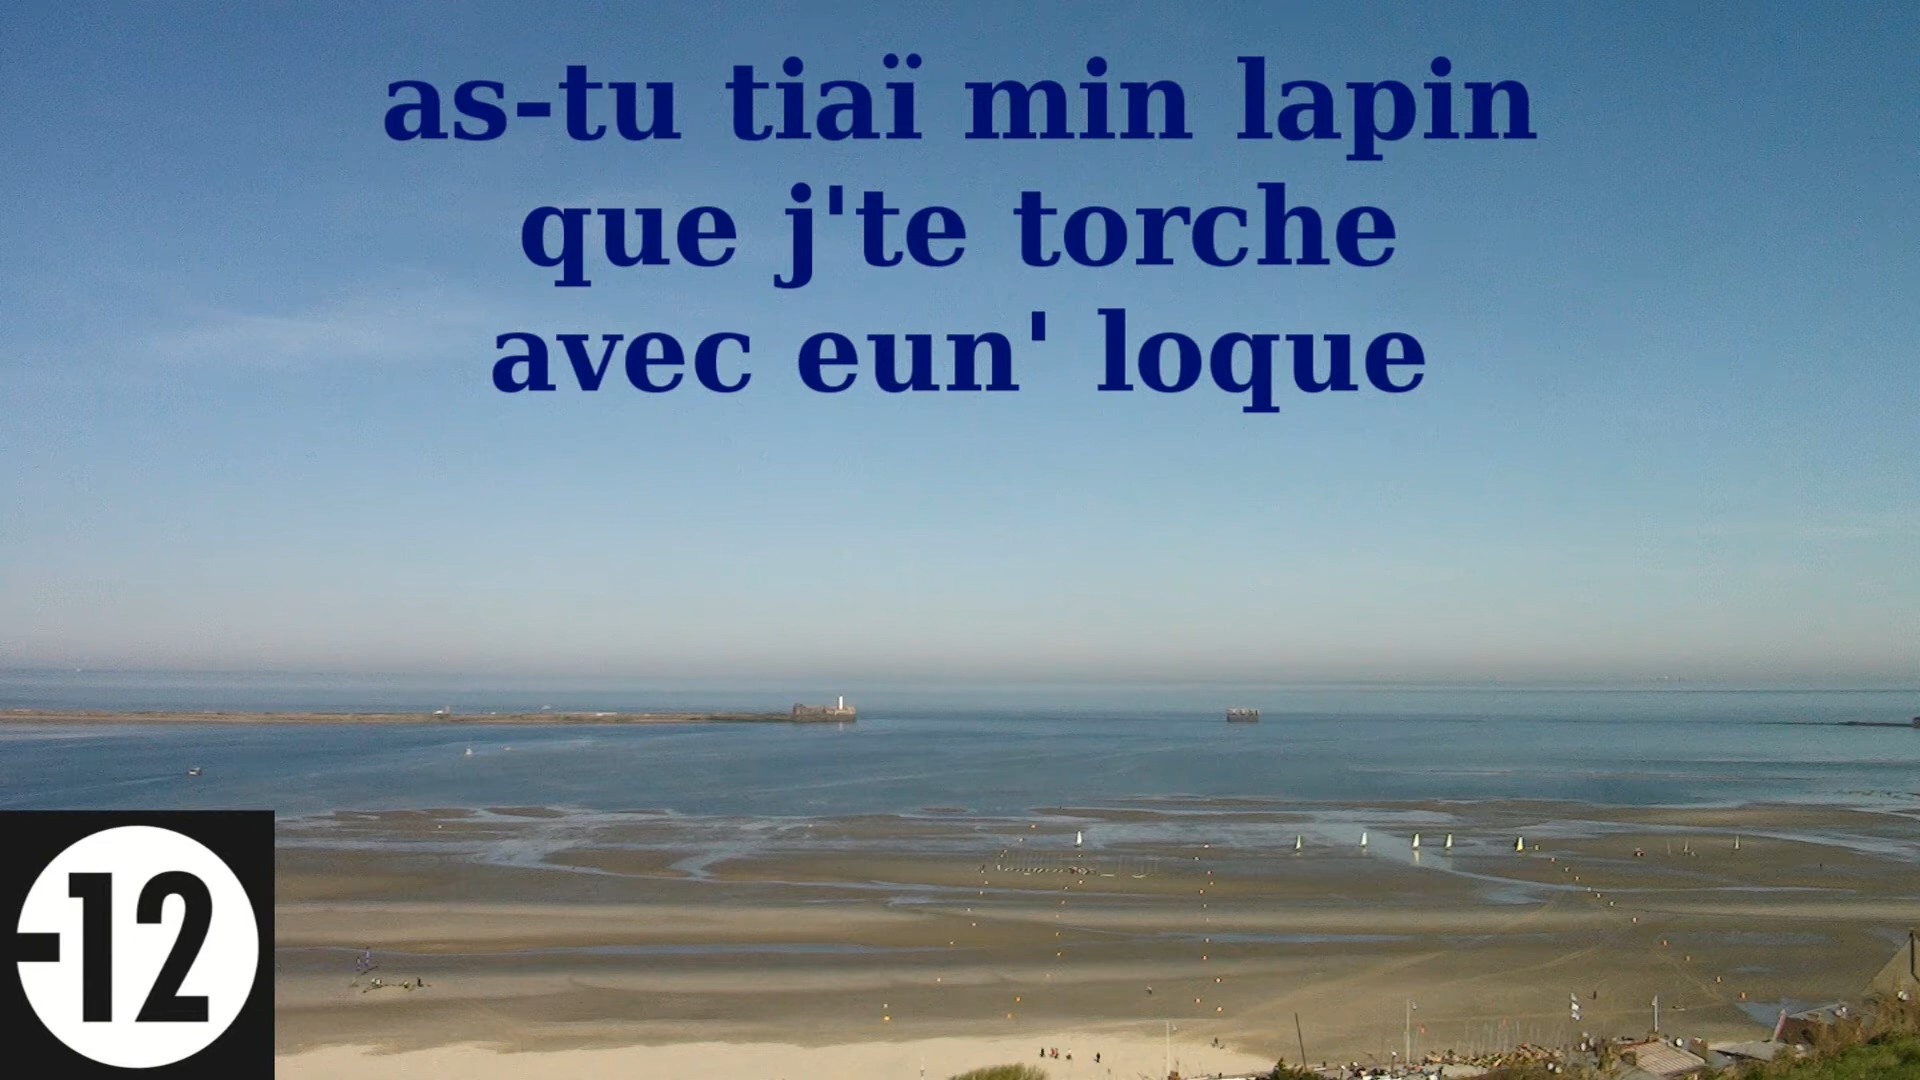 as-tu tiaï min lapin
que j'te torche
avec eun' loque
-12